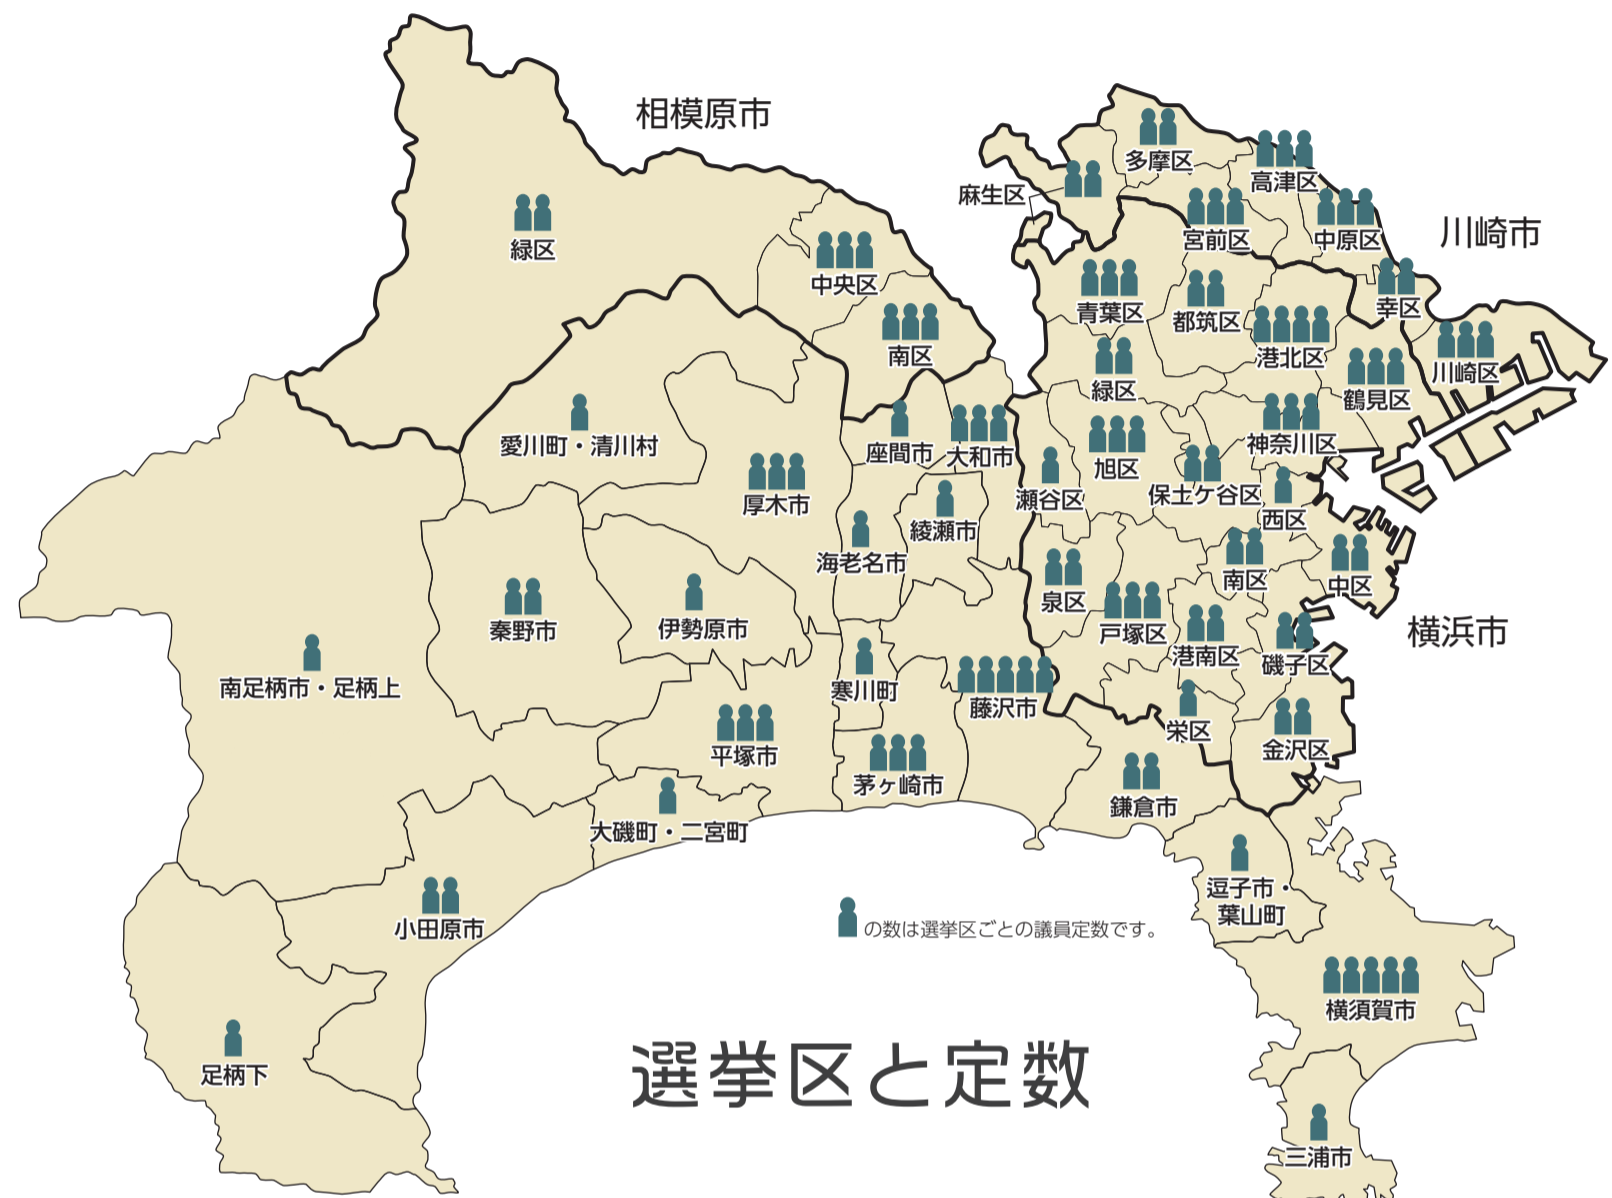 相模原市
川崎市
横浜市
多摩区
高津区
麻生区
宮前区
中原区
緑区
中央区
青葉区
都筑区
幸区
南区
港北区
川崎区
緑区
鶴見区
愛川町・清川村
座間市
大和市
神奈川区
旭区
厚木市
瀬谷区
保土ケ谷区
西区
綾瀬市
海老名市
南区
中区
泉区
秦野市
伊勢原市
戸塚区
港南区
磯子区
南足柄市・足柄上
寒川町
藤沢市
栄区
金沢区
平塚市
茅ヶ崎市
鎌倉市
大磯町・二宮町
逗子市・
葉山町
小田原市
の数は選挙区ごとの議員定数です。
横須賀市
足柄下
選挙区と定数
三浦市